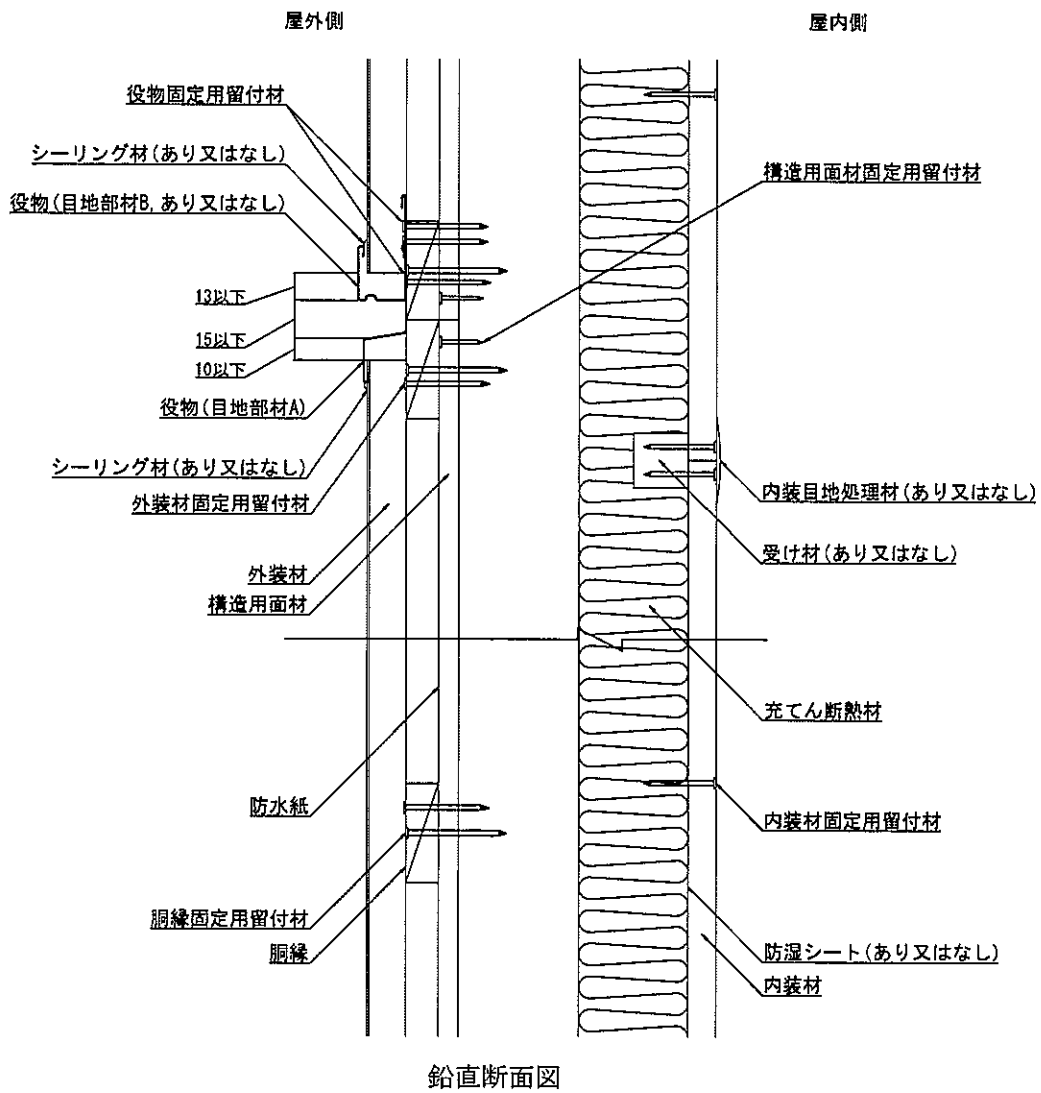 屋外側
屋内側
役物固定用留付材
シーリング材(あり又はなし)
役物(目地部材B, あり又はなし)
13以下
15以下
10以下
役物(目地部材A)
シーリング材(あり又はなし)
外装材固定用留付材
外装材
構造用面材
防水紙
胴縁固定用留付材
胴縁
構造用面材固定用留付材
内装目地処理材(あり又はなし)
受け材(あり又はなし)
充てん断熱材
内装材固定用留付材
防湿シート(あり又はなし)
内装材
鉛直断面図